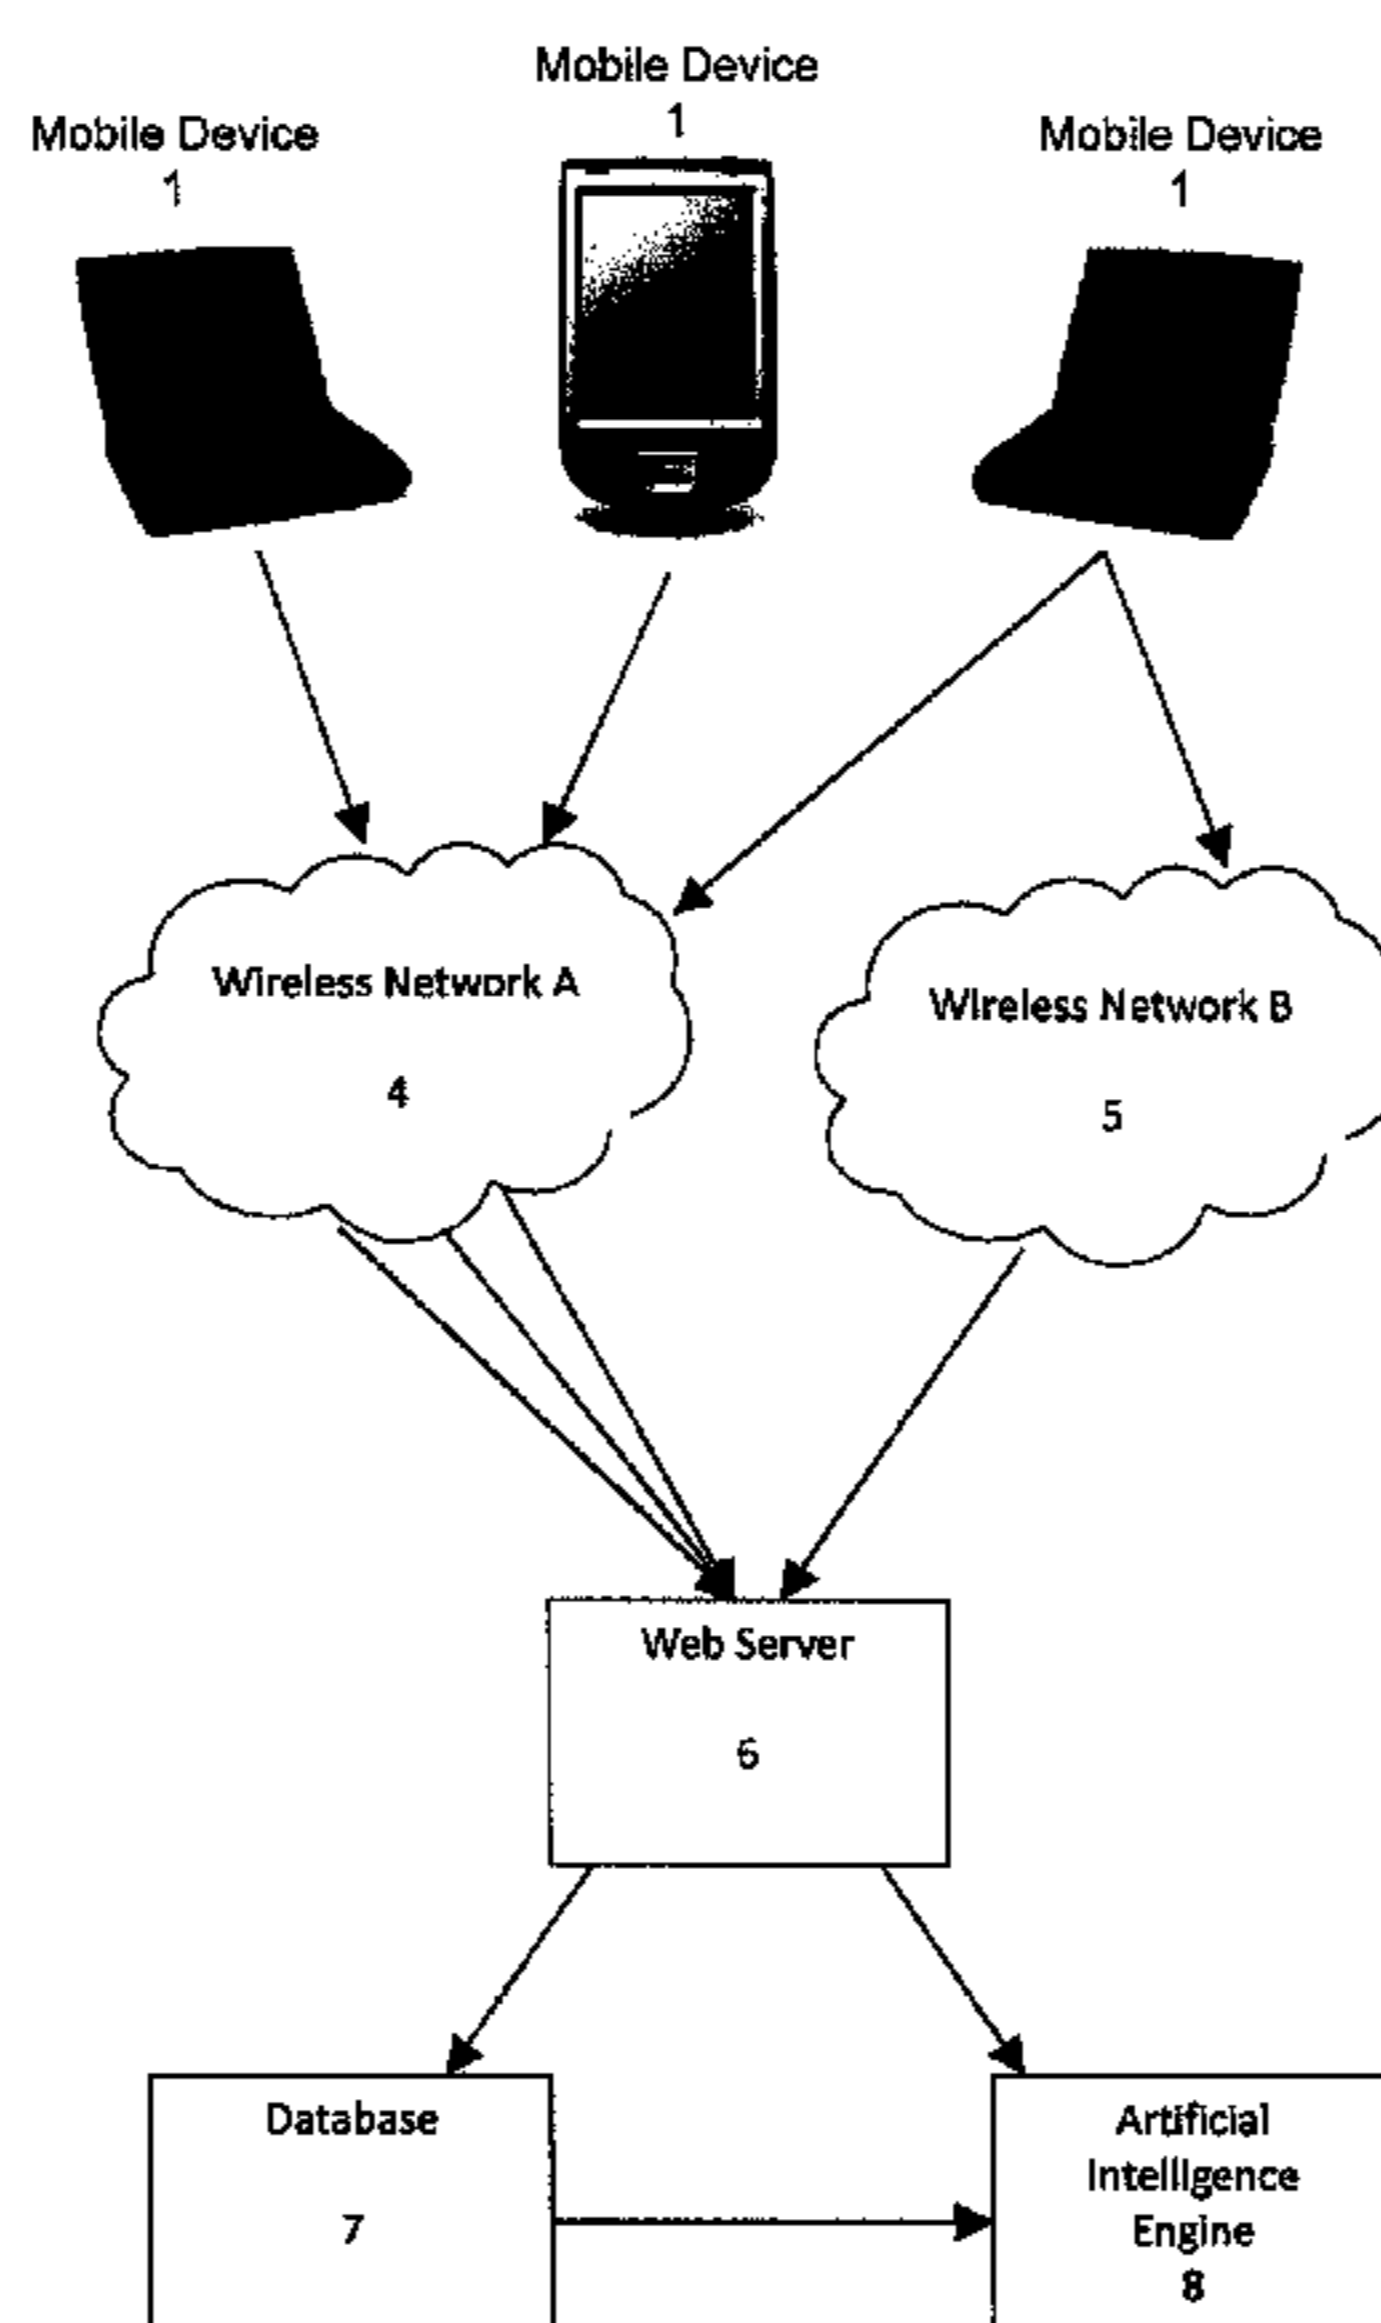 Mobile Device
1
Mobile Device
1
Mobile Device
1
Wireless Network A
4
Wireless Network B
5
Web Server
6
Database
7
Artificial
Intelligence
Engine
8